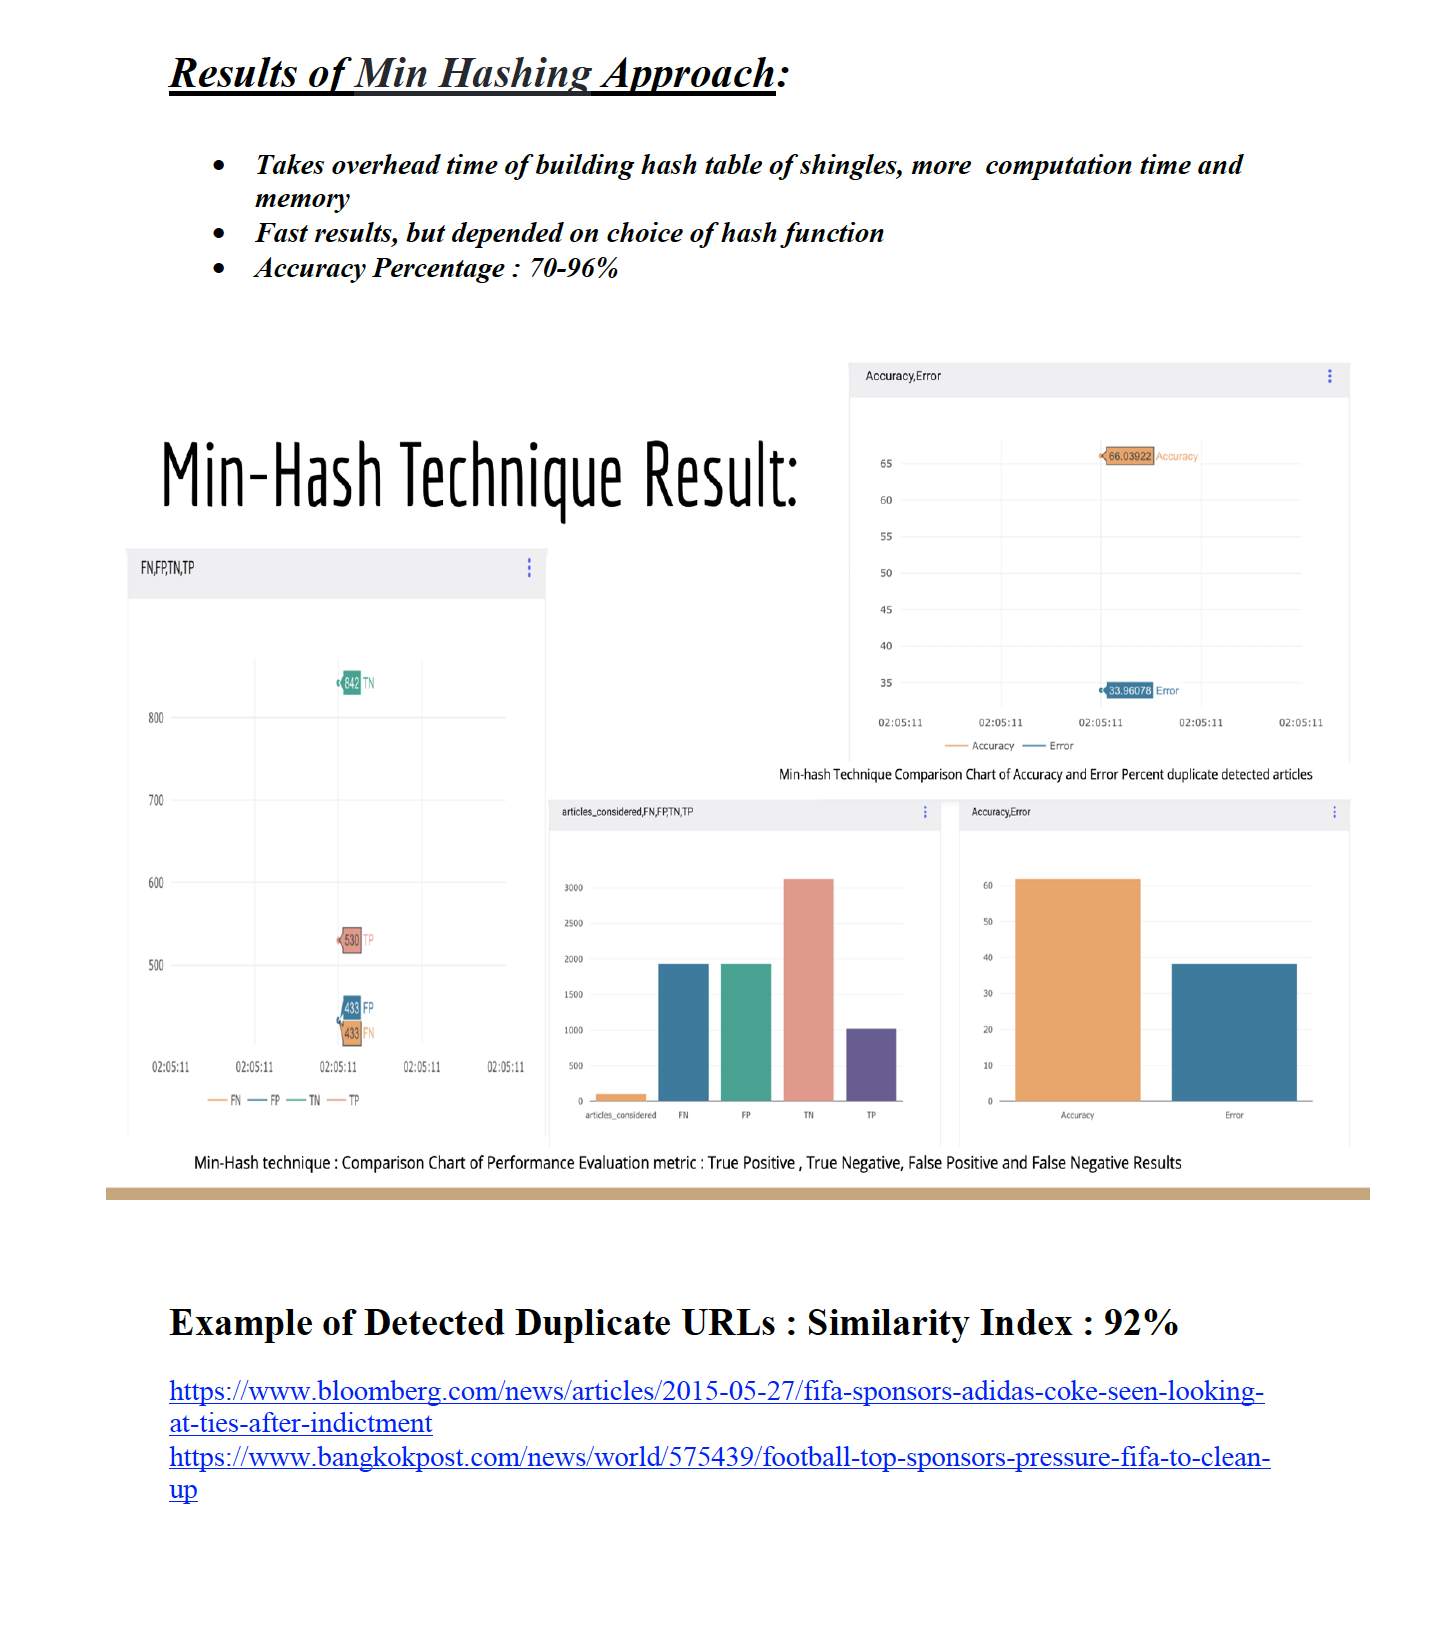 Results of Min Hashing Approach:
• Takes overhead time of building hash table of shingles, more  computation time and
memory
• Fast results, but depended on choice of hash function
• Accuracy Percentage : 70-96%
Min-Hash Technique Result:
Accuracy,Error
65
60
55
50
45
40
35
66.03922 Accuracy
33.96078 Error
02:05:11 02:05:11 02:05:11 02:05:11 02:05:11
Accuracy Error
Min-hash Technique Comparison Chart of Accuracy and Error Percent duplicate detected articles
FN,FP,TN,TP
842 TN
800
700
600
530 TP
500
433 FP
433 FN
02:05:11 02:05:11 02:05:11 02:05:11 02:05:11
FN FP TN TP
articles_considered,FN,FP,TN,TP
3000
2500
2000
1500
1000
500
0
articles_considered FN FP TN TP
Accuracy,Error
60
50
40
30
20
10
0
Accuracy Error
Min-Hash technique : Comparison Chart of Performance Evaluation metric : True Positive , True Negative, False Positive and False Negative Results
Example of Detected Duplicate URLs : Similarity Index : 92%
https://www.bloomberg.com/news/articles/2015-05-27/fifa-sponsors-adidas-coke-seen-looking-
at-ties-after-indictment
https://www.bangkokpost.com/news/world/575439/football-top-sponsors-pressure-fifa-to-clean-
up